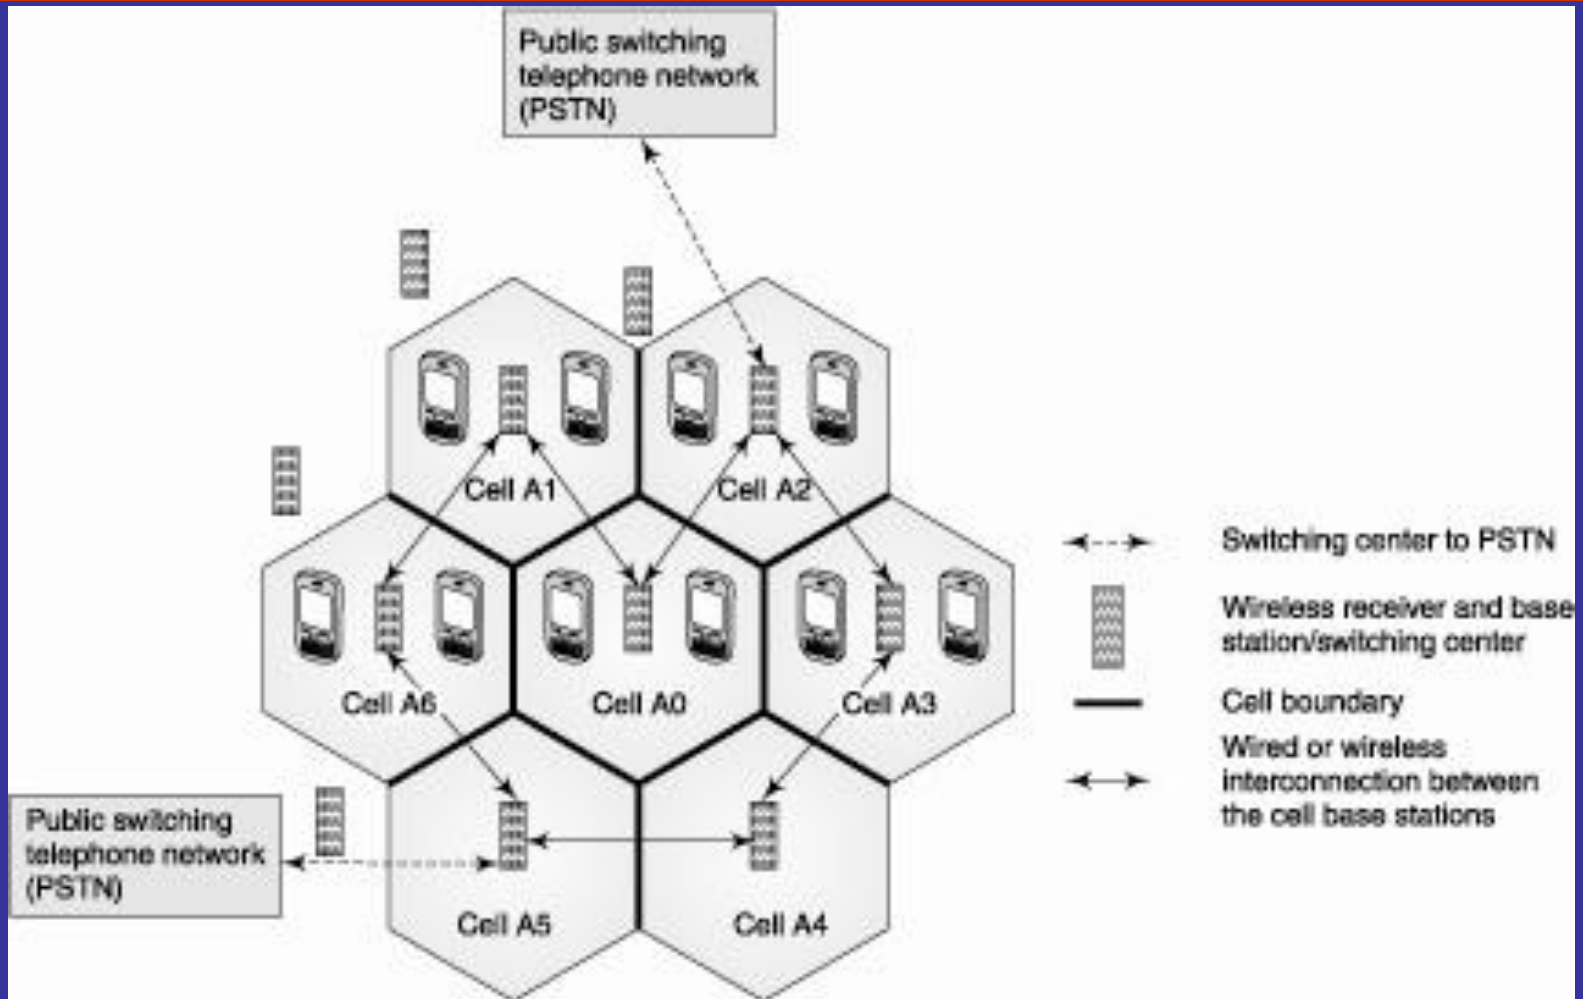 Public switching
telephone network
(PSTN)
Cell A1
Cell A2
Switching center to PSTN
Wireless receiver and base
station/switching center
Cell A6
Cell A0
Cell A3
Cell boundary
Wired or wireless
interconnection between
the cell base stations
Public switching
telephone network
(PSTN)
Cell A5
Cell A4